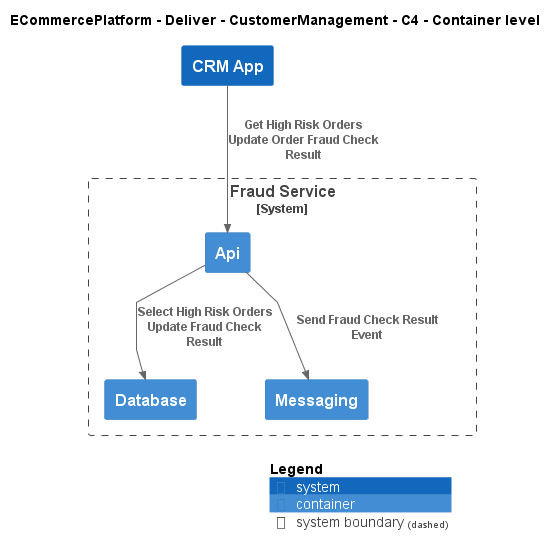 ECommercePlatform - Deliver - CustomerManagement - C4 - Container level
CRM App
Get High Risk Orders
Update Order Fraud Check
Result
Fraud Service
[System]
Api
Select High Risk Orders
Update Fraud Check
Result
Send Fraud Check Result
Event
Database
Messaging
Legend
system
container
system boundary (dashed)